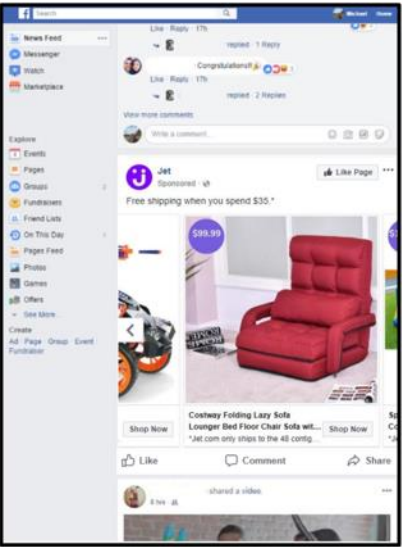 Search
Michael Home
News Feed
Messenger
Watch
Marketplace
Explore
Events
Pages
Groups
Fundraisers
Friend Lists
On This Day
Pages Feed
Photos
Games
Offers
See More...
Create
Ad Page Group Event
Fundraiser
Like · Reply · 17h
replied · 1 Reply
Congratulations!!
Like · Reply · 17h
replied · 2 Replies
View more comments
Write a comment...
Jet
Sponsored ·
Like Page
Free shipping when you spend $35.*
$99.99
Shop Now
Costway Folding Lazy Sofa
Lounger Bed Floor Chair Sofa wit...
*Jet.com only ships to the 48 contig...
Shop Now
Like Comment Share
shared a video.